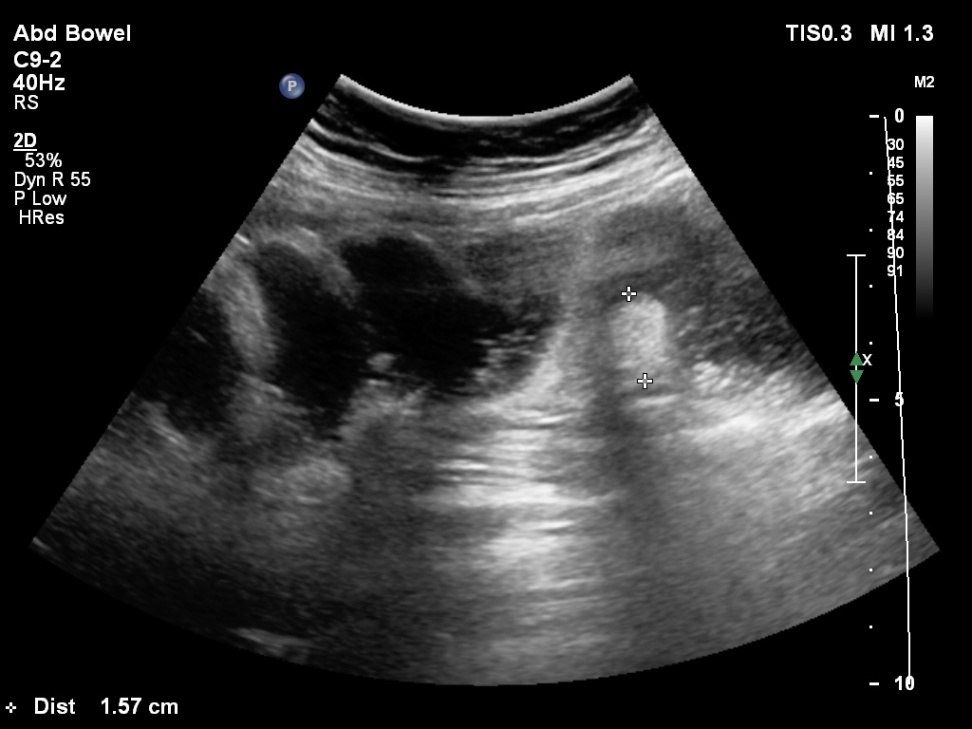 Abd Bowel
TIS0.3 MI 1.3
C9-2
40Hz
RS
P
M2
2D
53%
Dyn R 55
P Low
HRes
0
30
45
55
65
74
84
90
91
X
5
10
Dist 1.57 cm